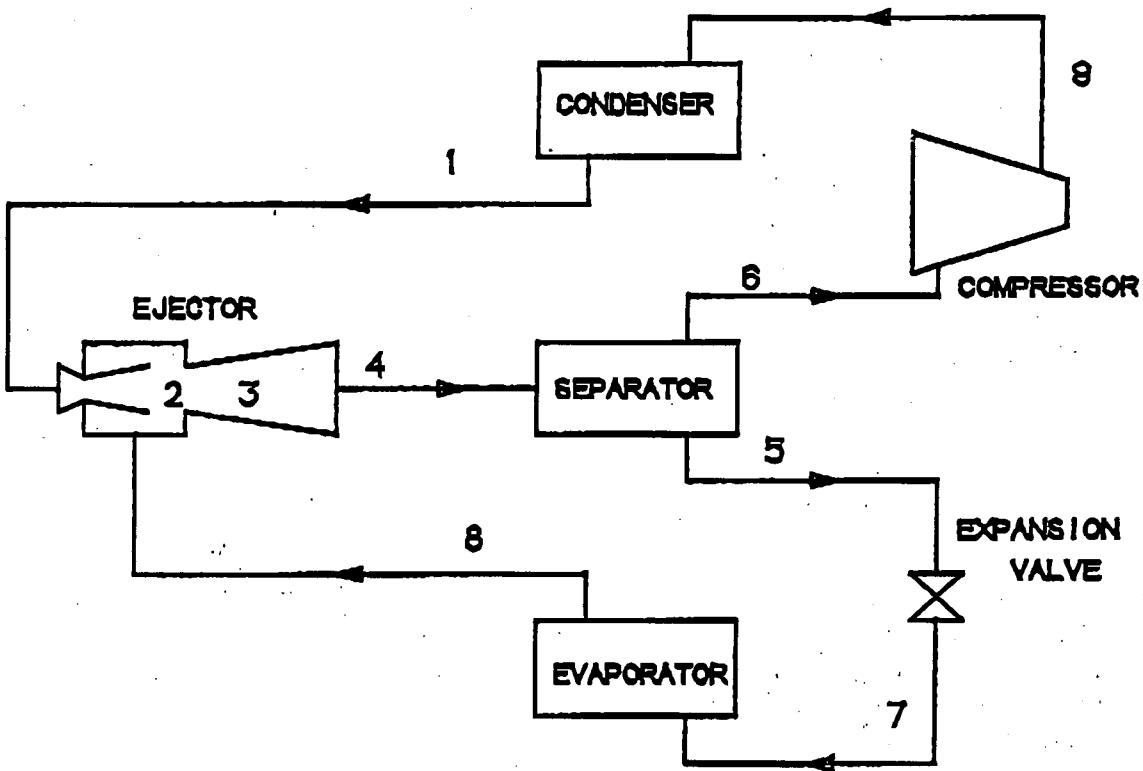 CONDENSER
9
1
COMPRESSOR
6
EJECTOR
2
3
4
SEPARATOR
5
EXPANSION
VALVE
8
EVAPORATOR
7